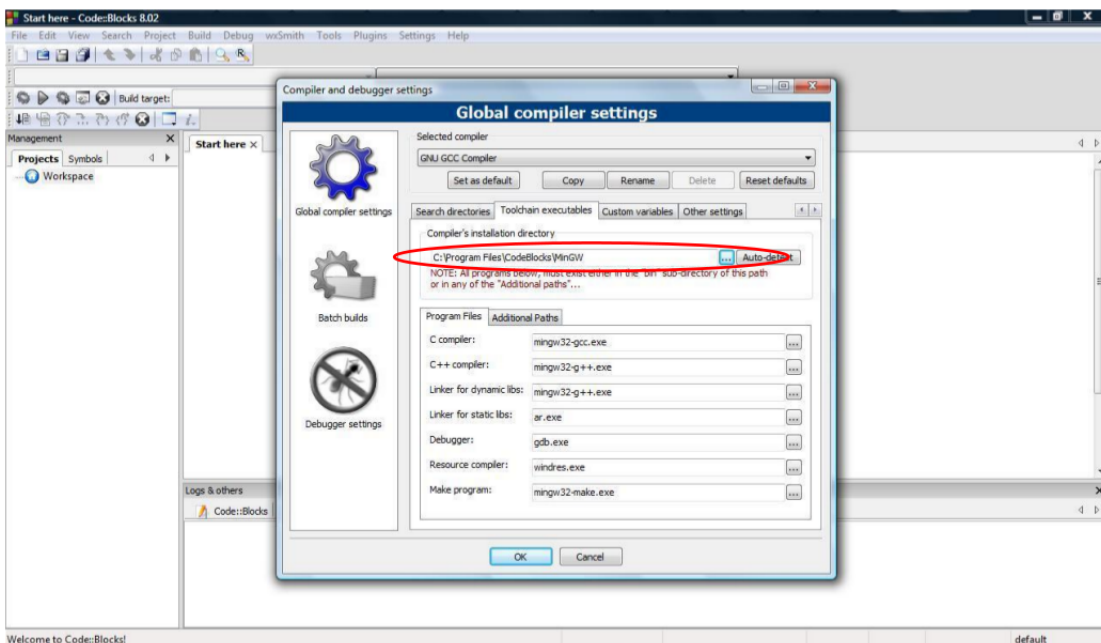 Start here - Code::Blocks 8.02
File Edit View Search Project Build Debug wxSmith Tools Plugins Settings Help
Build target:
Management
Projects Symbols
Workspace
Start here
Compiler and debugger settings
Global compiler settings
Global compiler settings
Batch builds
Debugger settings
Selected compiler
GNU GCC Compiler
Set as default Copy Rename Delete Reset defaults
Search directories Toolchain executables Custom variables Other settings
Compiler's installation directory
C:\Program Files\CodeBlocks\MinGW ... Auto-detect
NOTE: All programs below, must exist either in the "bin" sub-directory of this path
or in any of the "Additional paths"...
Program Files Additional Paths
C compiler: mingw32-gcc.exe ...
C++ compiler: mingw32-g++.exe ...
Linker for dynamic libs: mingw32-g++.exe ...
Linker for static libs: ar.exe ...
Debugger: gdb.exe ...
Resource compiler: windres.exe ...
Make program: mingw32-make.exe ...
OK Cancel
Logs & others
Code::Blocks
Welcome to Code::Blocks!
default